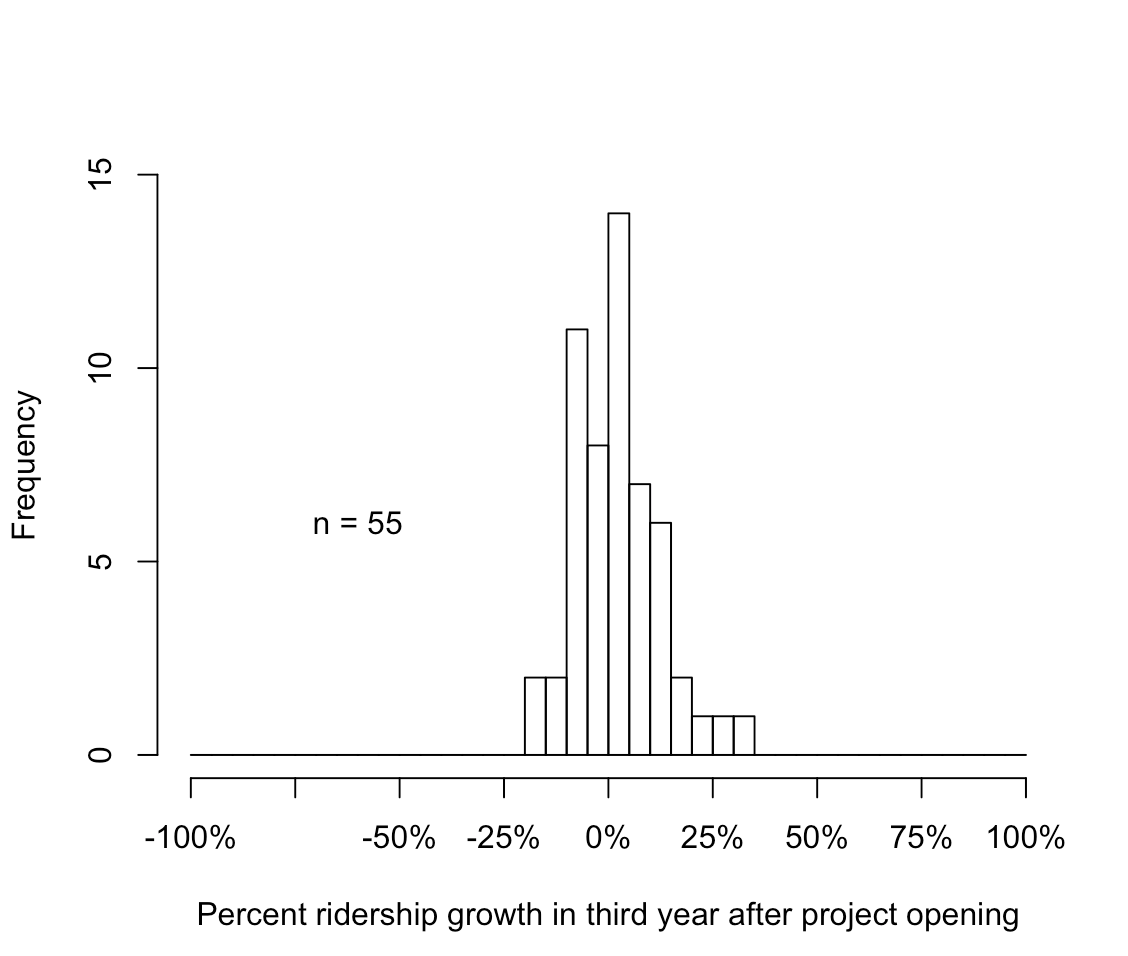 15
10
5
0
Frequency
n = 55
-100% -50% -25% 0% 25% 50% 75% 100%
Percent ridership growth in third year after project opening